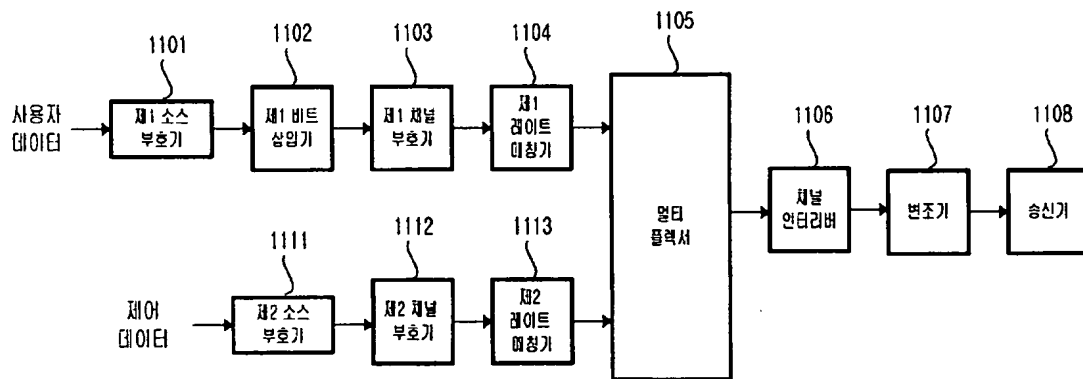 1101
1102
1103
1104
1105
사용자
데이터
제1 소스
부호기
제1 비트
삽입기
제1 채널
부호기
제1
레이트
매칭기
멀티
플렉서
1106
1107
1108
채널
인터리버
변조기
송신기
1111
1112
1113
제어
데이터
제2 소스
부호기
제2 채널
부호기
제2
레이트
매칭기